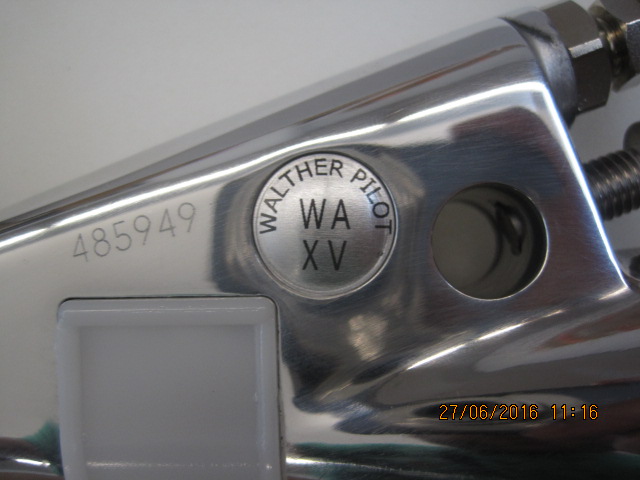 WALTHER PILOT
WA
XV
485949
27/06/2016 11:16